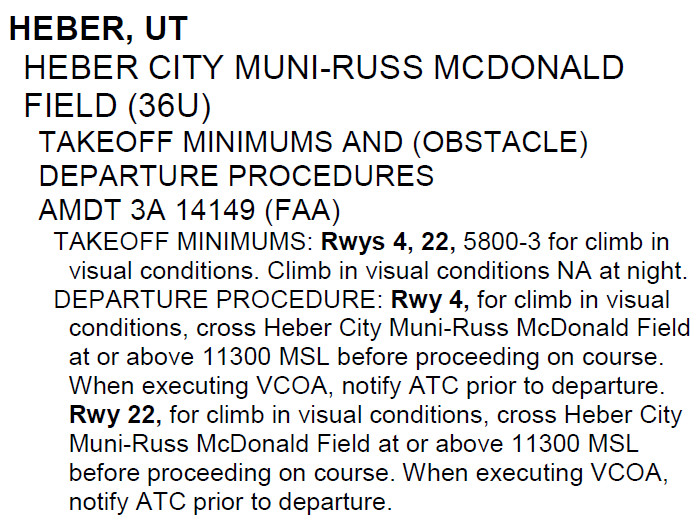 HEBER, UT
HEBER CITY MUNI-RUSS MCDONALD
FIELD (36U)
TAKEOFF MINIMUMS AND (OBSTACLE)
DEPARTURE PROCEDURES
AMDT 3A 14149 (FAA)
TAKEOFF MINIMUMS: Rwys 4, 22, 5800-3 for climb in
visual conditions. Climb in visual conditions NA at night.
DEPARTURE PROCEDURE: Rwy 4, for climb in visual
conditions, cross Heber City Muni-Russ McDonald Field
at or above 11300 MSL before proceeding on course.
When executing VCOA, notify ATC prior to departure.
Rwy 22, for climb in visual conditions, cross Heber City
Muni-Russ McDonald Field at or above 11300 MSL
before proceeding on course. When executing VCOA,
notify ATC prior to departure.